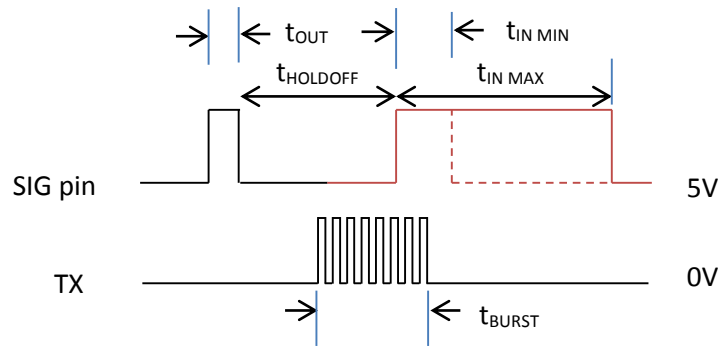 tOUT
tIN MIN
tHOLDOFF
tIN MAX
SIG pin
5V
TX
0V
tBURST